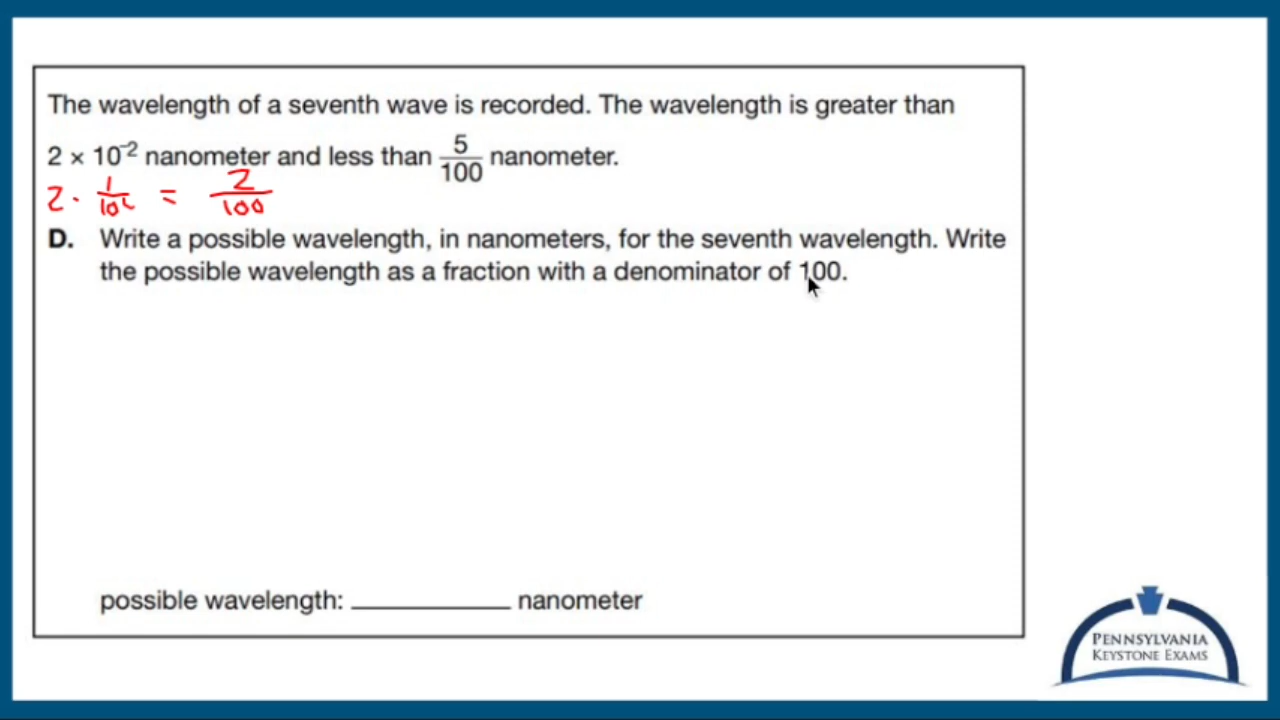 The wavelength of a seventh wave is recorded. The wavelength is greater than
2 × 10⁻² nanometer and less than 5/100 nanometer.
2 · 1/10² = 2/100
D. Write a possible wavelength, in nanometers, for the seventh wavelength. Write
the possible wavelength as a fraction with a denominator of 100.
possible wavelength: ____________ nanometer
PENNSYLVANIA
KEYSTONE EXAMS